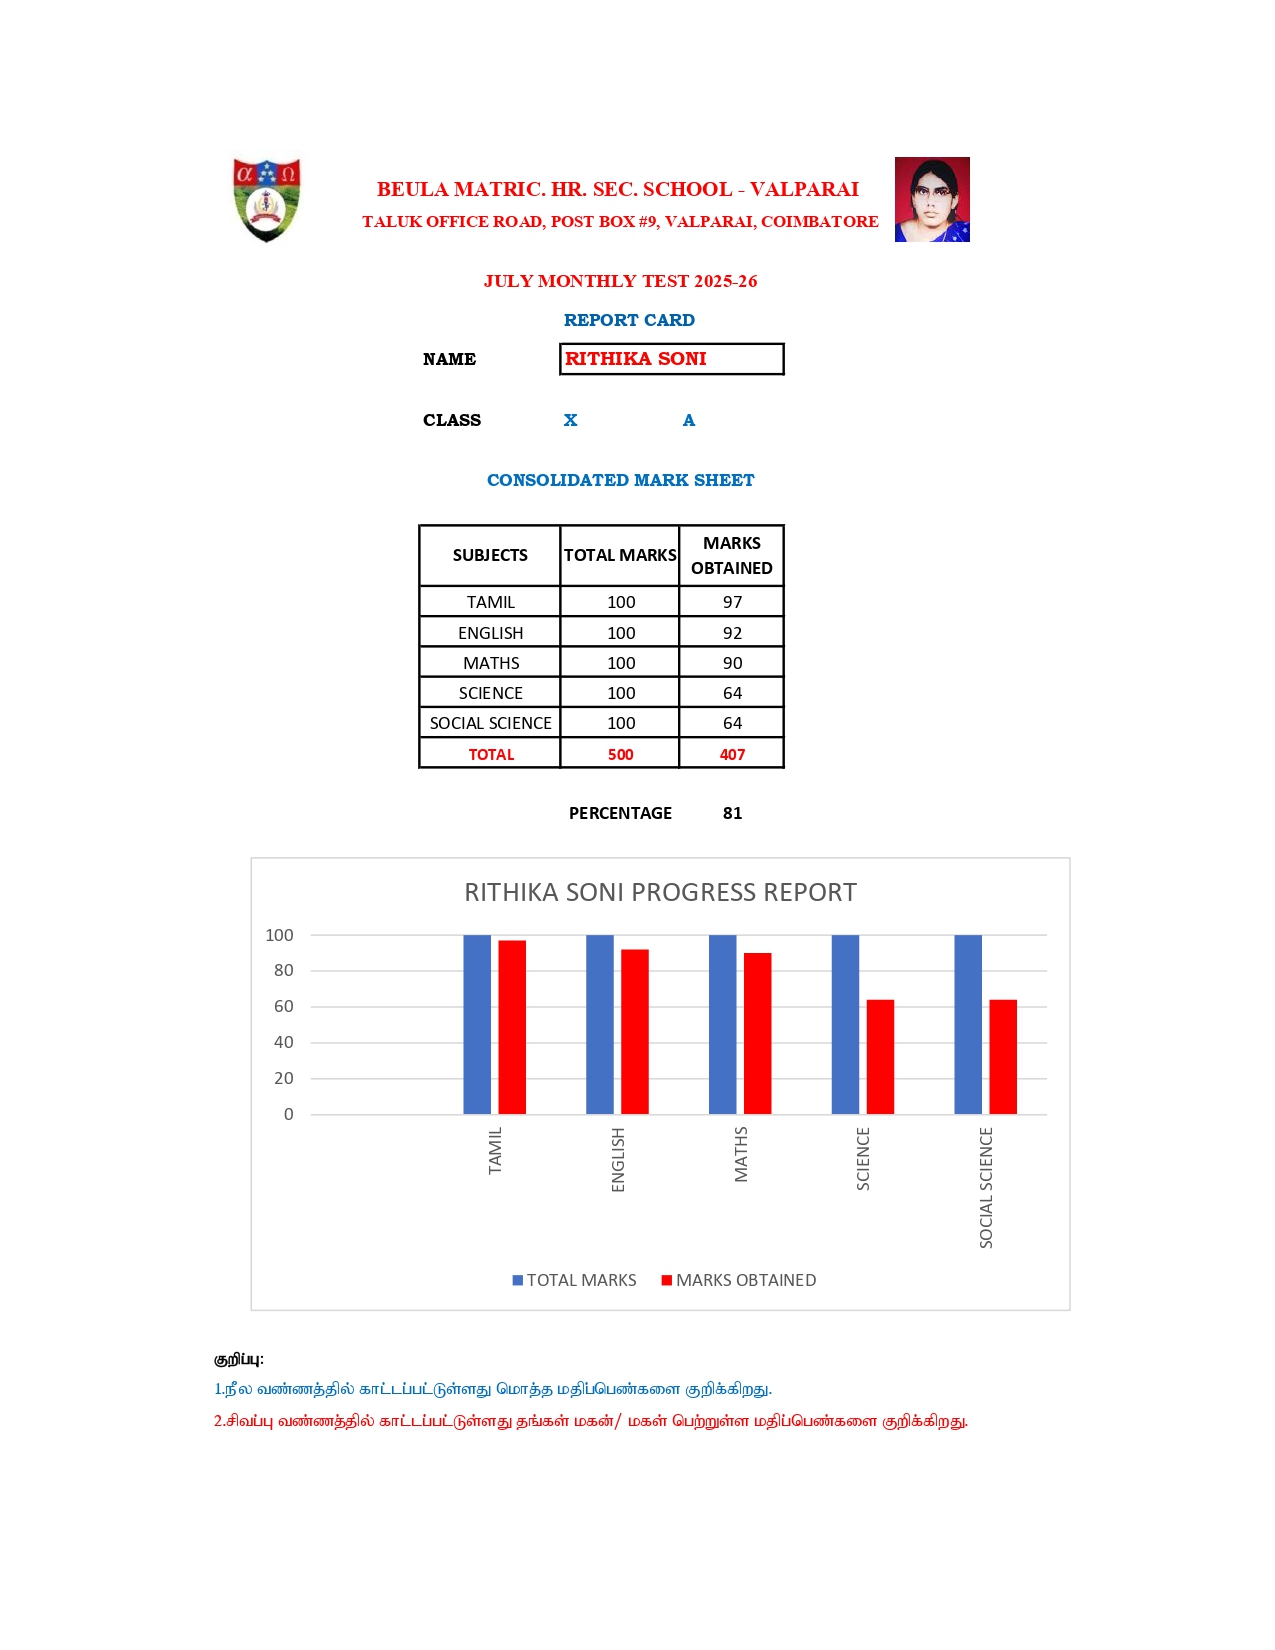 α Ω
BEULA MATRIC. HR. SEC. SCHOOL - VALPARAI
TALUK OFFICE ROAD, POST BOX #9, VALPARAI, COIMBATORE
JULY MONTHLY TEST 2025-26
REPORT CARD
NAME RITHIKA SONI
CLASS X A
CONSOLIDATED MARK SHEET
SUBJECTS TOTAL MARKS MARKS OBTAINED
TAMIL 100 97
ENGLISH 100 92
MATHS 100 90
SCIENCE 100 64
SOCIAL SCIENCE 100 64
TOTAL 500 407
PERCENTAGE 81
RITHIKA SONI PROGRESS REPORT
100
80
60
40
20
0
TAMIL
ENGLISH
MATHS
SCIENCE
SOCIAL SCIENCE
TOTAL MARKS MARKS OBTAINED
குறிப்பு:
1.நீல வண்ணத்தில் காட்டப்பட்டுள்ளது மொத்த மதிப்பெண்களை குறிக்கிறது.
2.சிவப்பு வண்ணத்தில் காட்டப்பட்டுள்ளது தங்கள் மகன்/ மகள் பெற்றுள்ள மதிப்பெண்களை குறிக்கிறது.